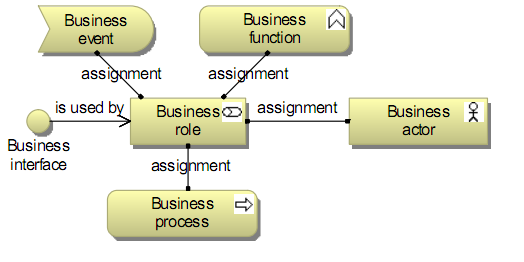 Business
event
Business
function
assignment
assignment
is used by
Business
role
assignment
Business
actor
Business
interface
assignment
Business
process